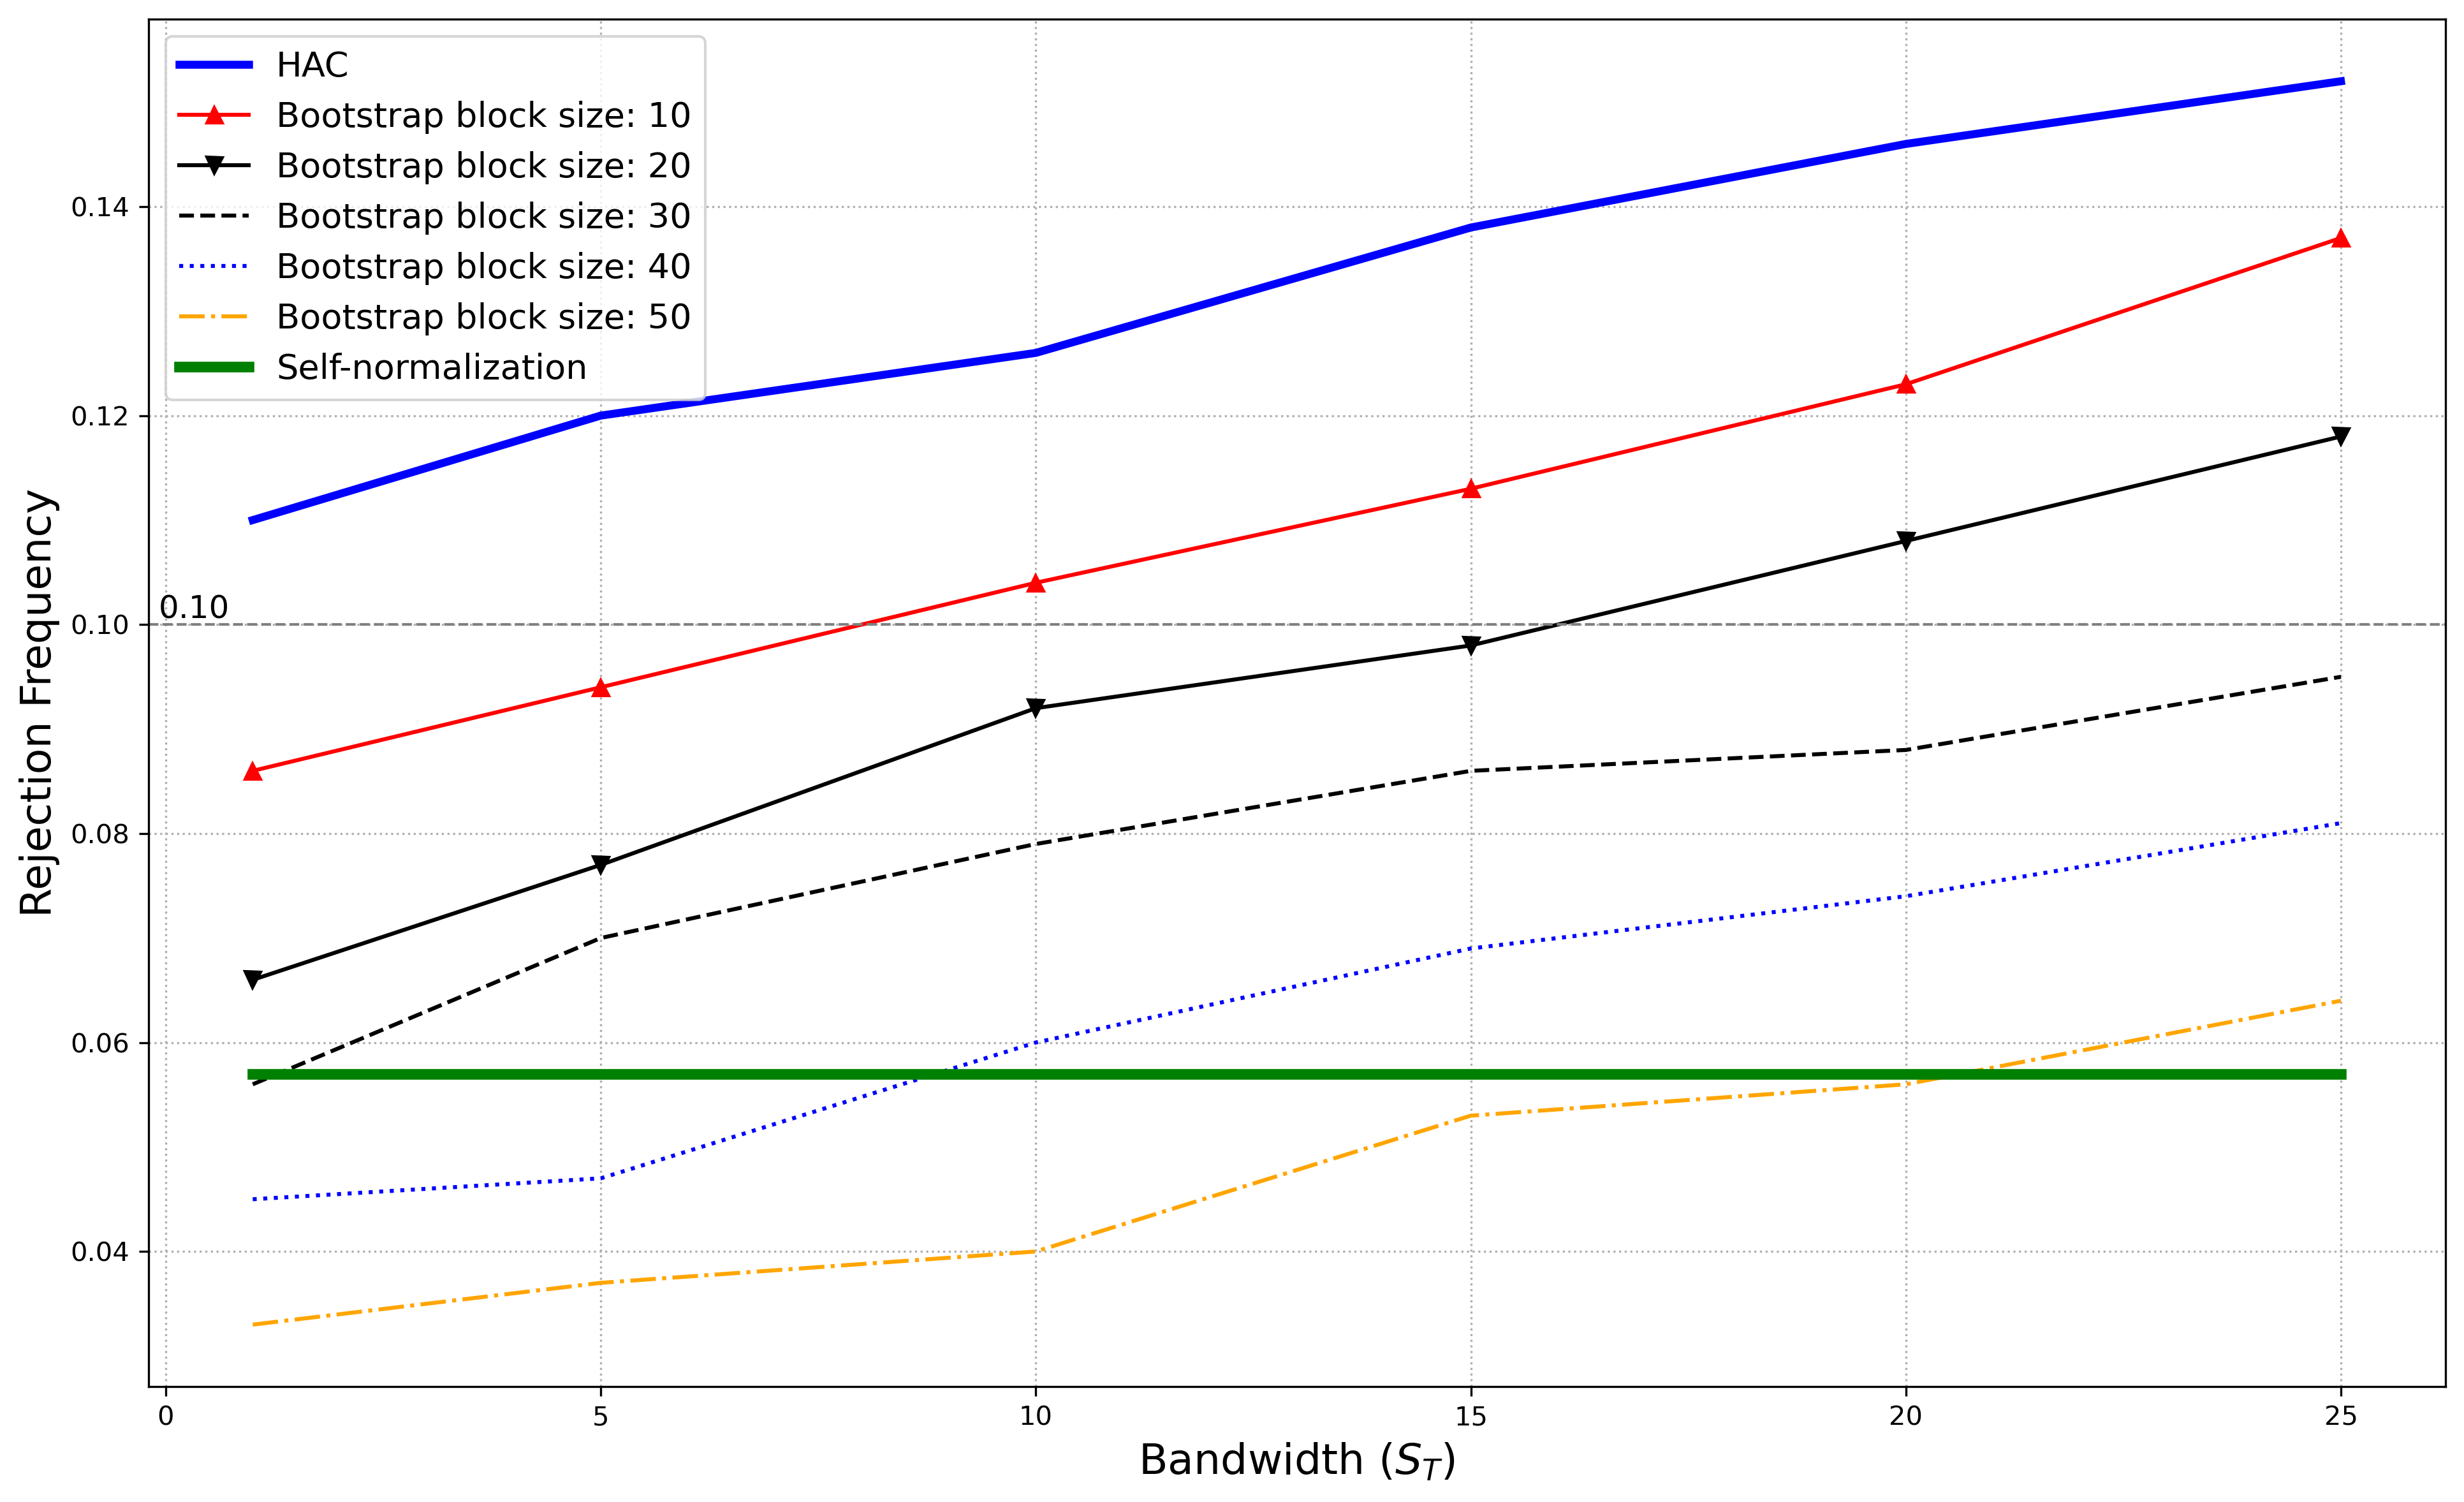 HAC
Bootstrap block size: 10
Bootstrap block size: 20
Bootstrap block size: 30
Bootstrap block size: 40
Bootstrap block size: 50
Self-normalization
0.14
0.12
0.10
0.10
0.08
0.06
0.04
Rejection Frequency
0 5 10 15 20 25
Bandwidth (S_T)